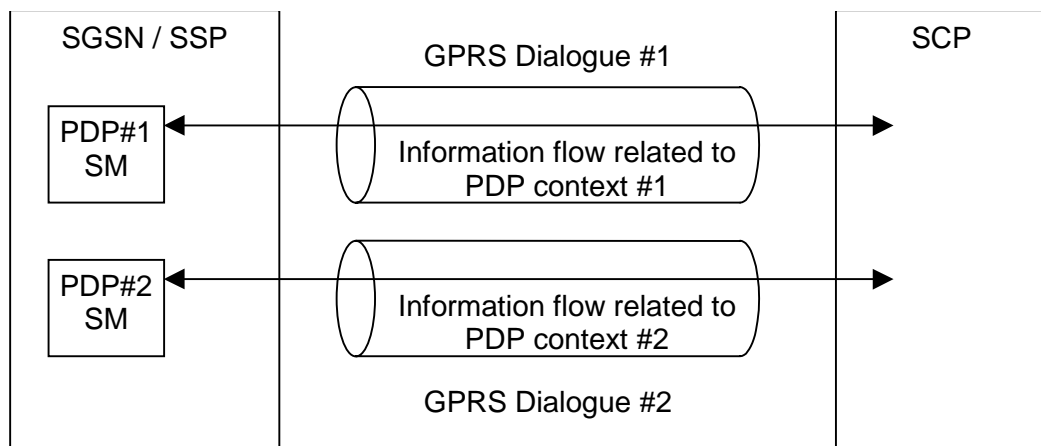 SGSN / SSP
GPRS Dialogue #1
SCP
PDP#1
SM
Information flow related to
PDP context #1
PDP#2
SM
Information flow related to
PDP context #2
GPRS Dialogue #2